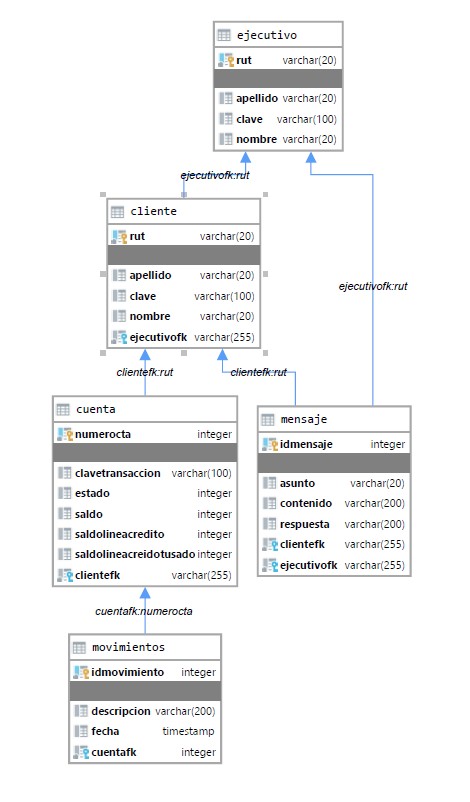 ejecutivo
rut varchar(20)
apellido varchar(20)
clave varchar(100)
nombre varchar(20)
ejecutivofk:rut
cliente
rut varchar(20)
apellido varchar(20)
clave varchar(100)
nombre varchar(20)
ejecutivofk varchar(255)
ejecutivofk:rut
clientefk:rut
clientefk:rut
cuenta
numerocta integer
clavetransaccion varchar(100)
estado integer
saldo integer
saldolineacredito integer
saldolineacreidotusado integer
clientefk varchar(255)
mensaje
idmensaje integer
asunto varchar(20)
contenido varchar(200)
respuesta varchar(200)
clientefk varchar(255)
ejecutivofk varchar(255)
cuentafk:numerocta
movimientos
idmovimiento integer
descripcion varchar(200)
fecha timestamp
cuentafk integer